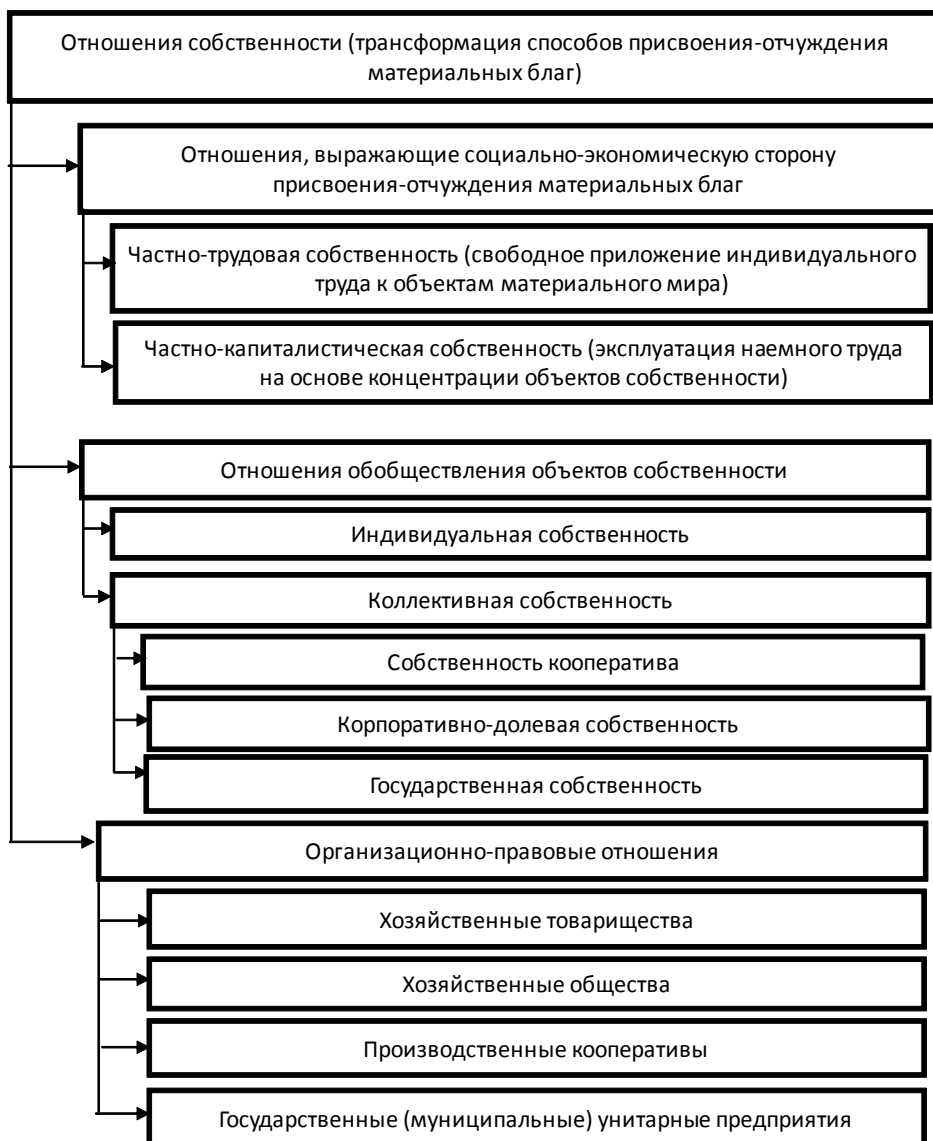 Отношения собственности (трансформация способов присвоения-отчуждения
материальных благ)
Отношения, выражающие социально-экономическую сторону
присвоения-отчуждения материальных благ
Частно-трудовая собственность (свободное приложение индивидуального
труда к объектам материального мира)
Частно-капиталистическая собственность (эксплуатация наемного труда
на основе концентрации объектов собственности)
Отношения обобществления объектов собственности
Индивидуальная собственность
Коллективная собственность
Собственность кооператива
Корпоративно-долевая собственность
Государственная собственность
Организационно-правовые отношения
Хозяйственные товарищества
Хозяйственные общества
Производственные кооперативы
Государственные (муниципальные) унитарные предприятия